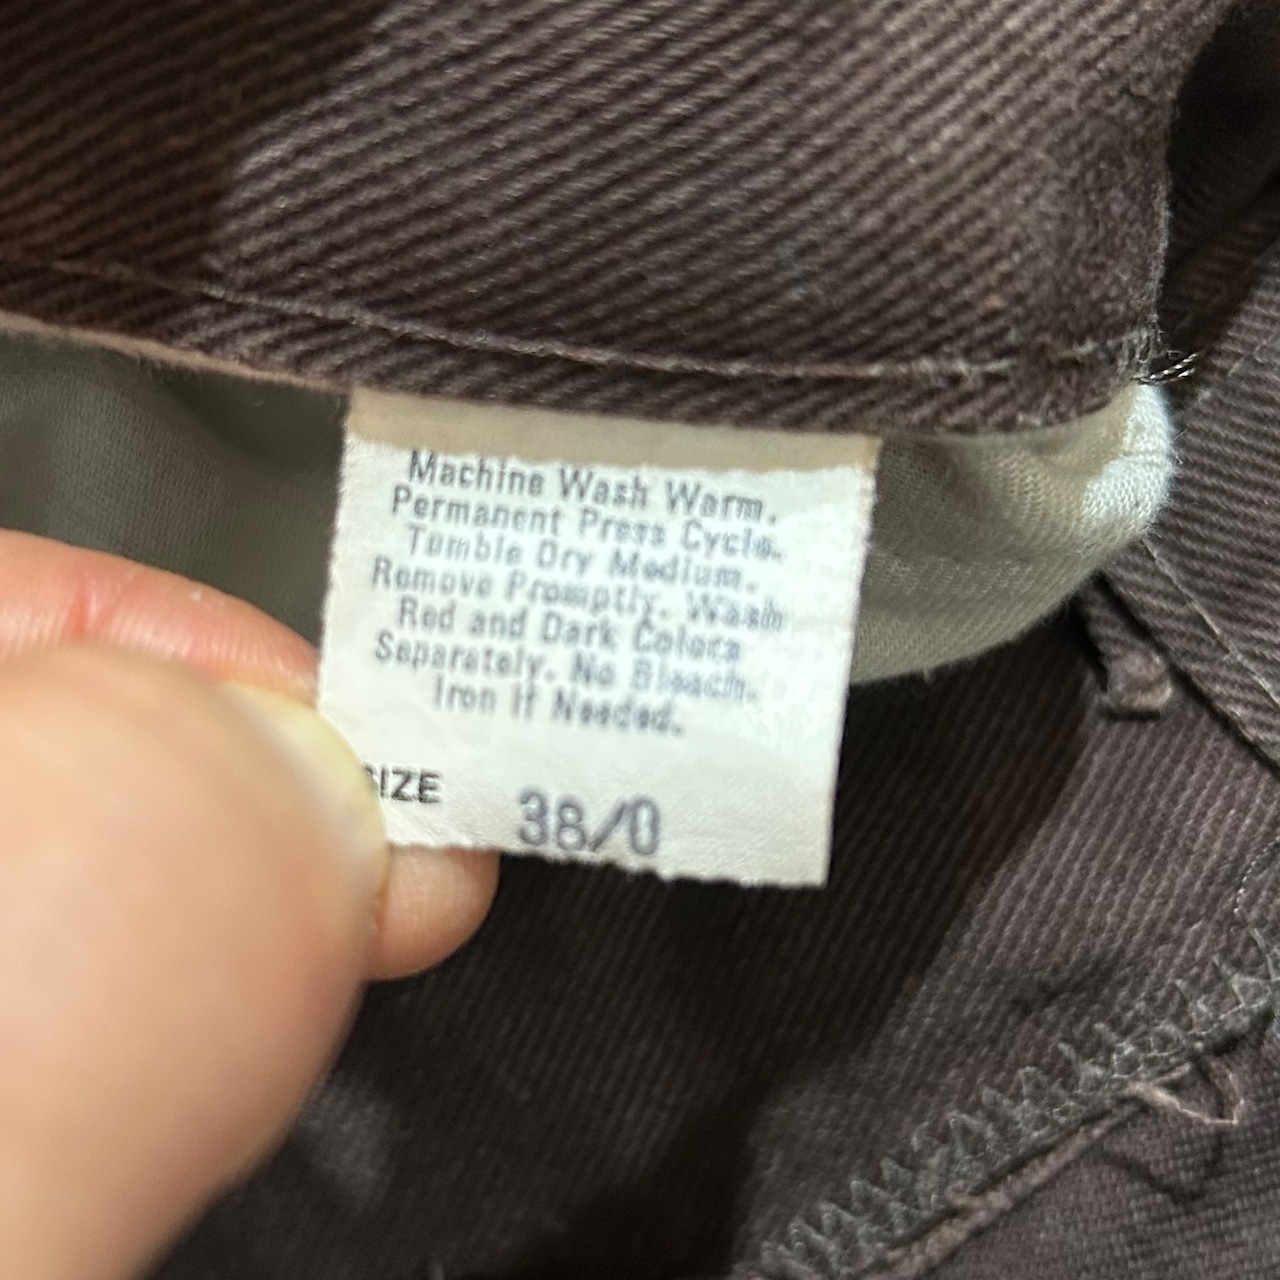 Machine Wash Warm.
Permanent Press Cycle.
Tumble Dry Medium.
Remove Promptly. Wash
Red and Dark Colors
Separately. No Bleach.
Iron If Needed.
SIZE 38/0